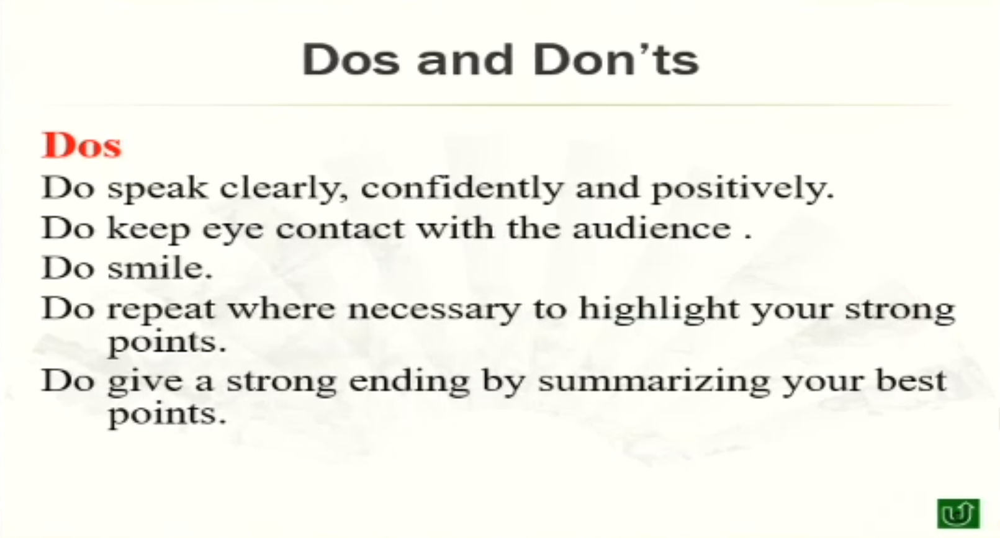 Dos and Don’ts
Dos
Do speak clearly, confidently and positively.
Do keep eye contact with the audience .
Do smile.
Do repeat where necessary to highlight your strong
points.
Do give a strong ending by summarizing your best
points.